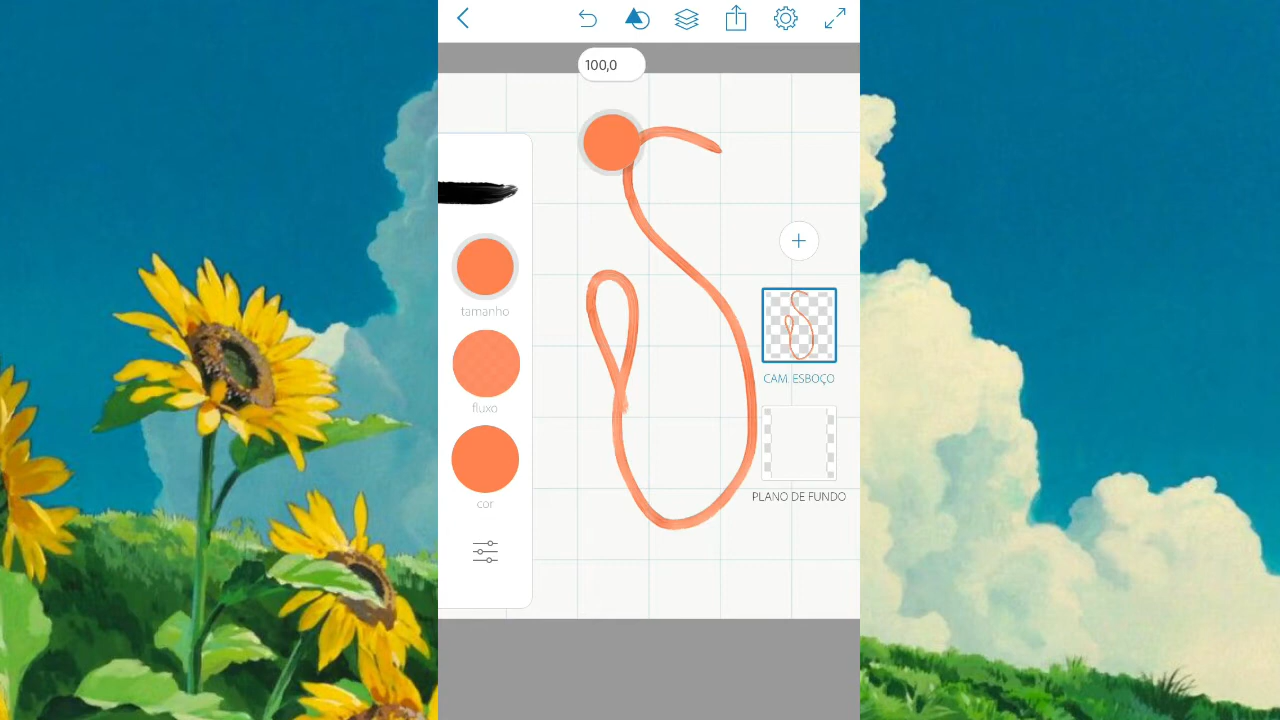 100,0
tamanho
fluxo
cor
CAM. ESBOÇO
PLANO DE FUNDO